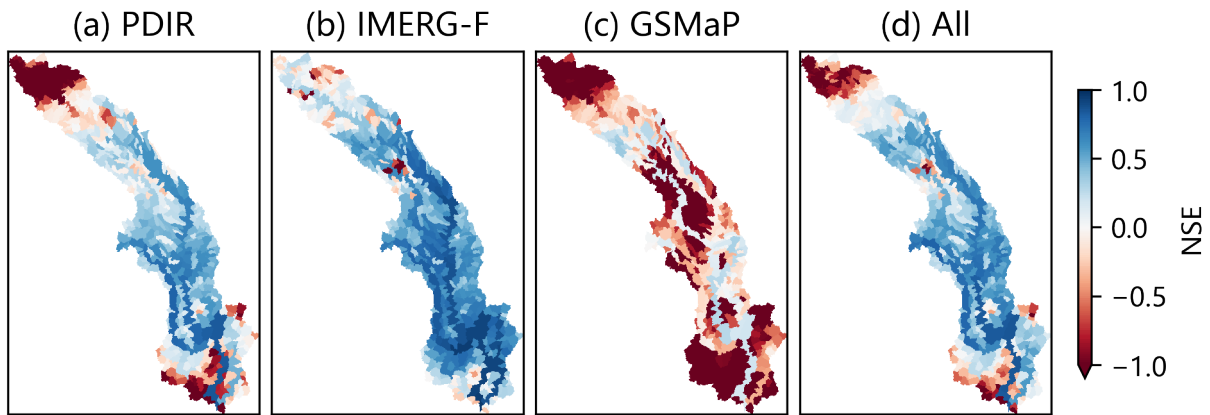 (a) PDIR
(b) IMERG-F
(c) GSMaP
(d) All
1.0
0.5
0.0
−0.5
−1.0
NSE